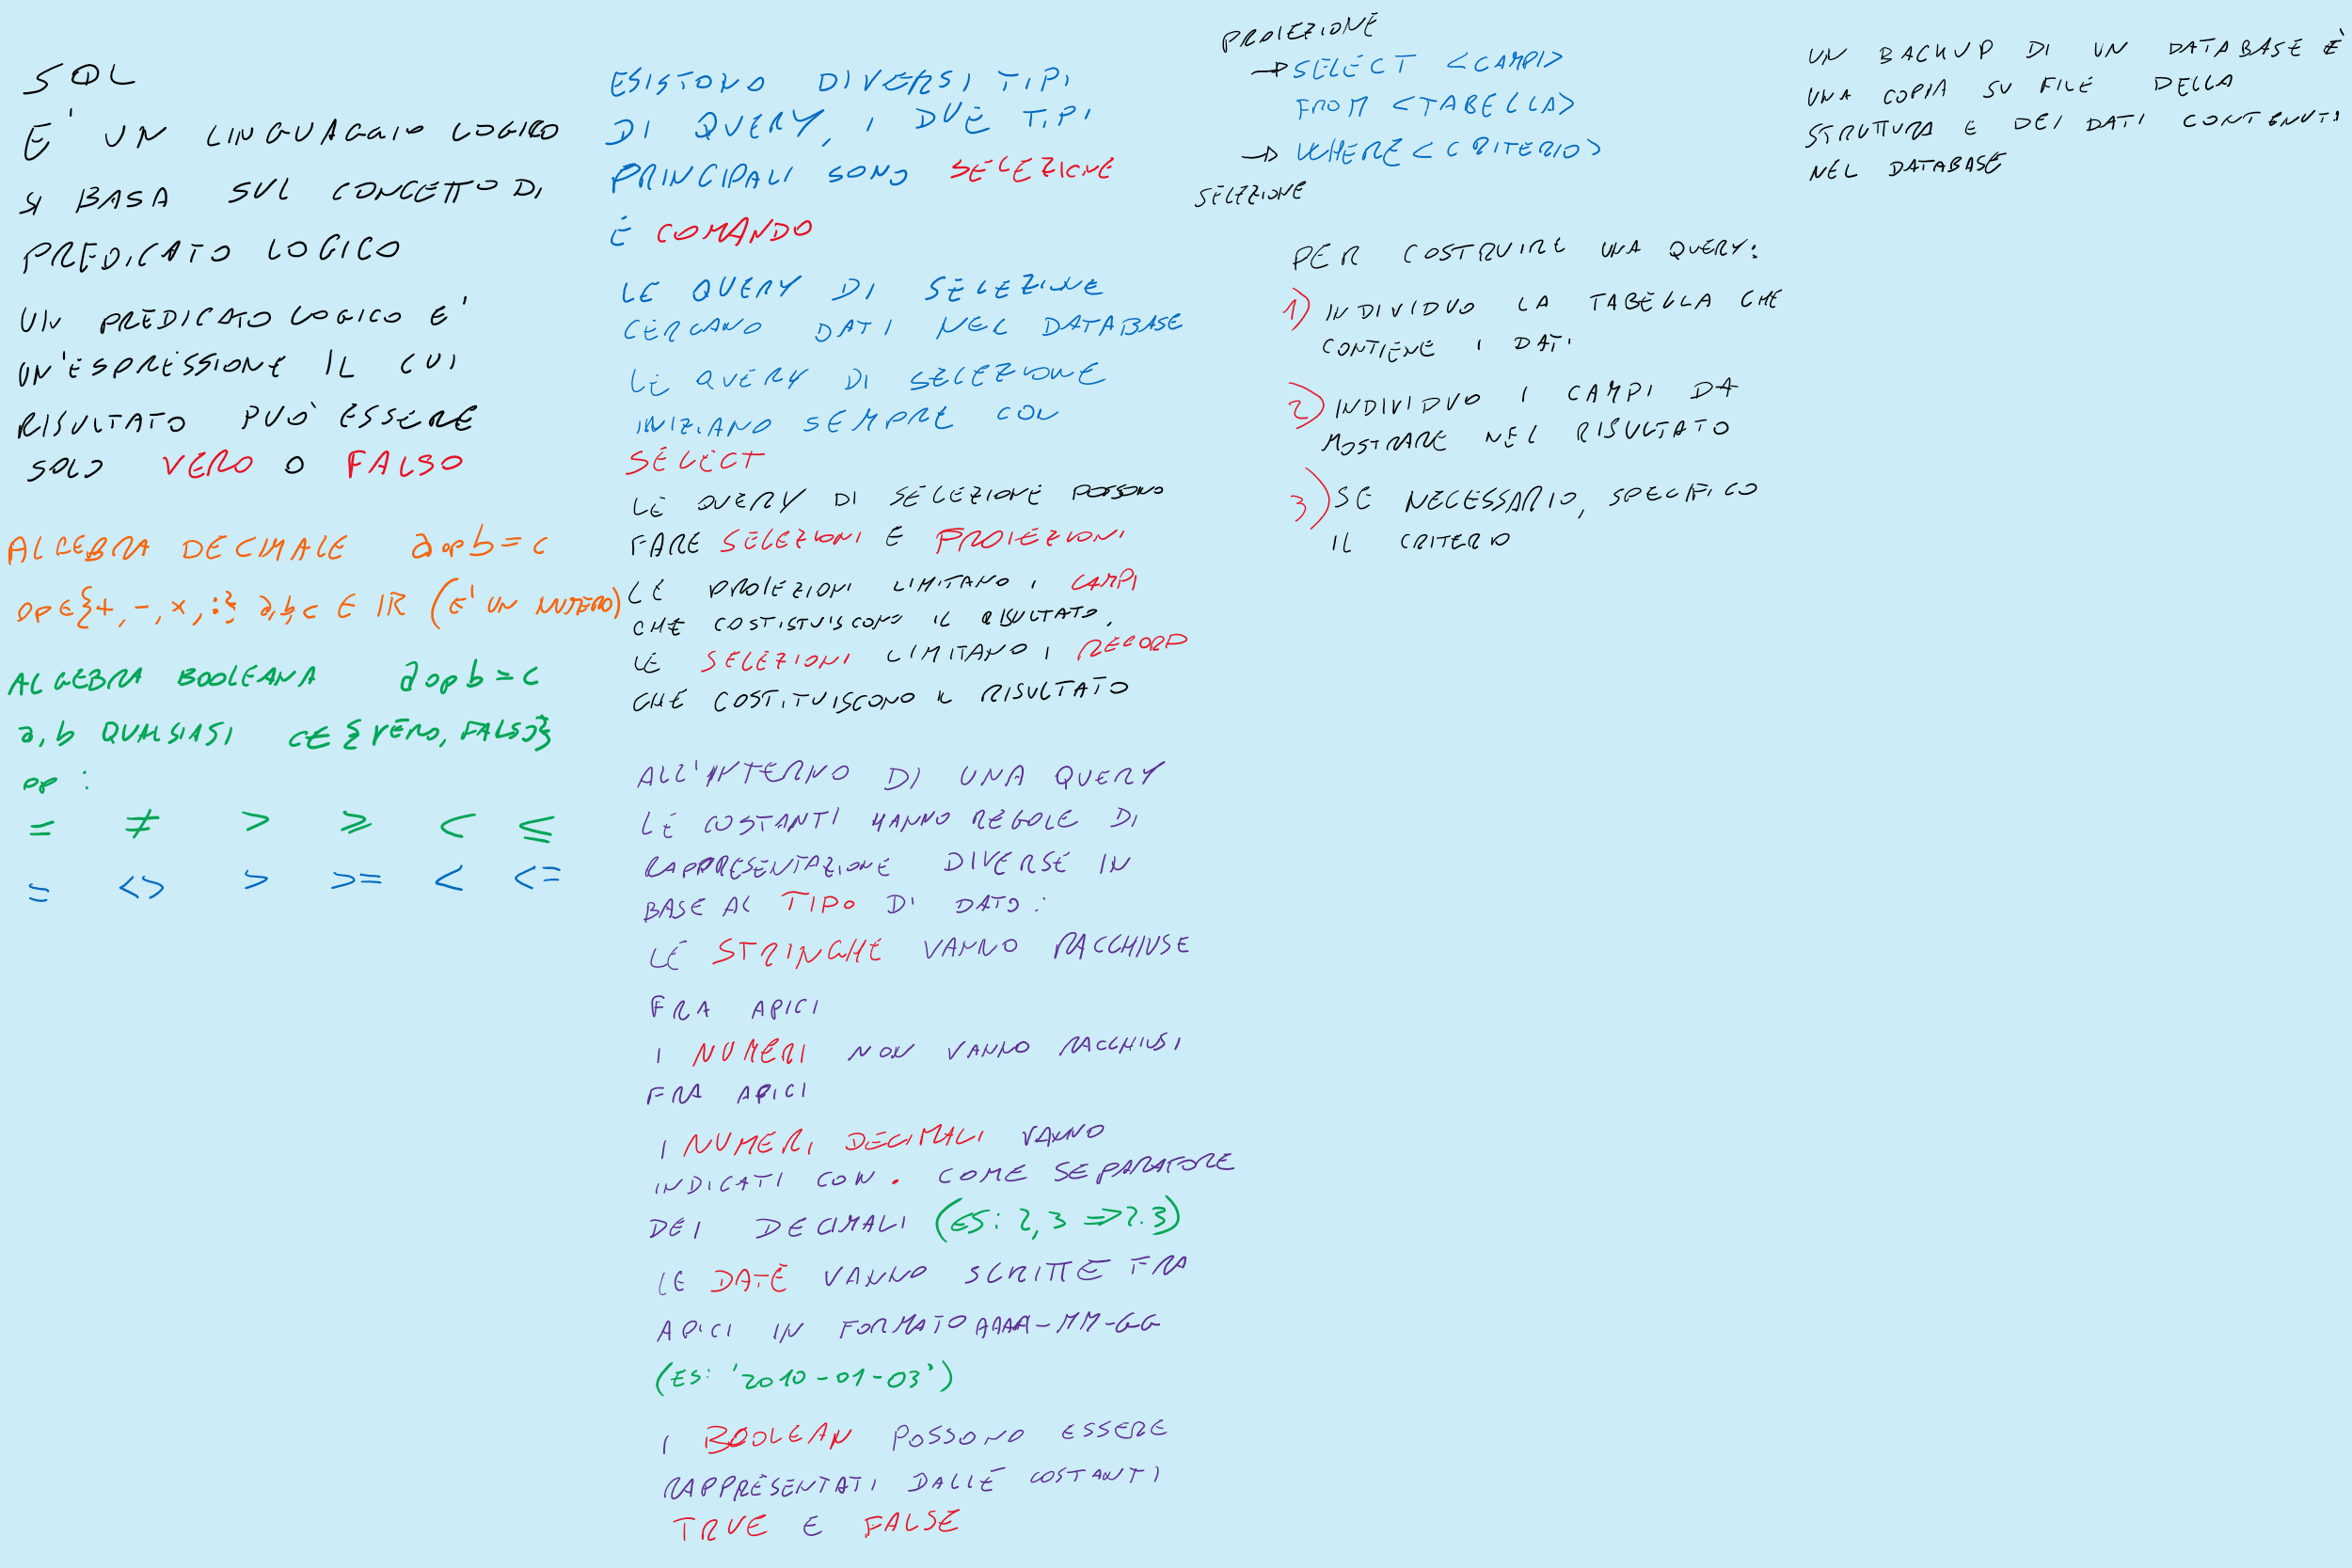 SQL
E' UN LINGUAGGIO LOGICO
SI BASA SUL CONCETTO DI
PREDICATO LOGICO
UN PREDICATO LOGICO E'
UN'ESPRESSIONE IL CUI
RISULTATO PUÒ ESSERE
SOLO VERO O FALSO
ALGEBRA DECIMALE a op b = c
op ∈ {+, -, ×, :} a,b,c ∈ IR (E' UN NUMERO)
ALGEBRA BOOLEANA a op b = c
a, b QUALSIASI c ∈ {VERO, FALSO}
op :
= ≠ > ≥ < ≤
= <> > >= < <=
ESISTONO DIVERSI TIPI
DI QUERY, I DUE TIPI
PRINCIPALI SONO SELEZIONE
E COMANDO
LE QUERY DI SELEZIONE
CERCANO DATI NEL DATABASE
LE QUERY DI SELEZIONE
INIZIANO SEMPRE CON
SELECT
LE QUERY DI SELEZIONE POSSONO
FARE SELEZIONI E PROIEZIONI
LE PROIEZIONI LIMITANO I CAMPI
CHE COSTISTUISCONO IL RISULTATO.
LE SELEZIONI LIMITANO I RECORD
CHE COSTITUISCONO IL RISULTATO
ALL'INTERNO DI UNA QUERY
LE COSTANTI HANNO REGOLE DI
RAPPRESENTAZIONE DIVERSE IN
BASE AL TIPO DI DATO:
LE STRINGHE VANNO RACCHIUSE
FRA APICI
I NUMERI NON VANNO RACCHIUSI
FRA APICI
I NUMERI DECIMALI VANNO
INDICATI CON . COME SEPARATORE
DEI DECIMALI (ES: 2,3 => 2.3)
LE DATE VANNO SCRITTE FRA
APICI IN FORMATO AAAA-MM-GG
(ES: '2010-01-03')
I BOOLEAN POSSONO ESSERE
RAPPRESENTATI DALLE COSTANTI
TRUE E FALSE
PROIEZIONE
→ SELECT <CAMPI>
FROM <TABELLA>
→ WHERE <CRITERIO>
SELEZIONE
PER COSTRUIRE UNA QUERY:
1) INDIVIDUO LA TABELLA CHE
CONTIENE I DATI
2) INDIVIDUO I CAMPI DA
MOSTRARE NEL RISULTATO
3) SE NECESSARIO, SPECIFICO
IL CRITERIO
UN BACKUP DI UN DATABASE È
UNA COPIA SU FILE DELLA
STRUTTURA E DEI DATI CONTENUTI
NEL DATABASE